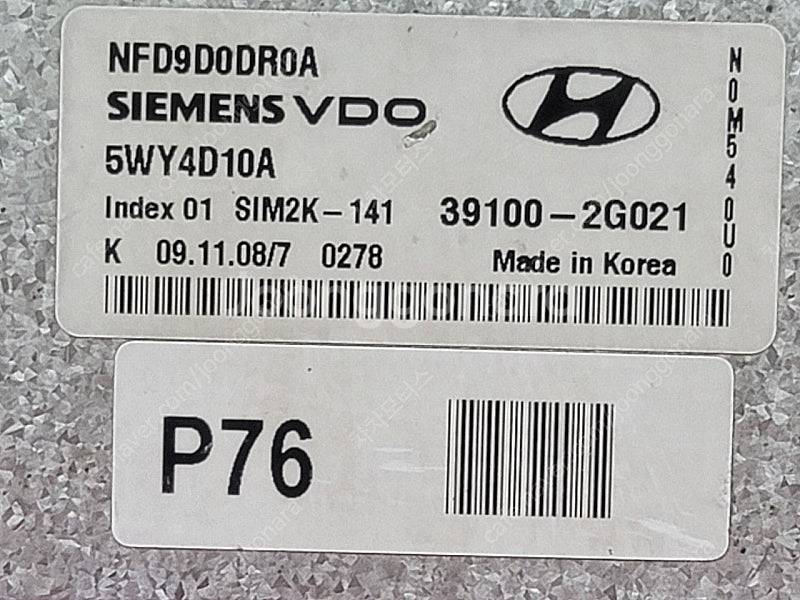 NFD9D0DR0A
SIEMENS VDO
5WY4D10A
Index 01 SIM2K-141 39100-2G021
K 09.11.08/7 0278 Made in Korea
N0M540U0
P76